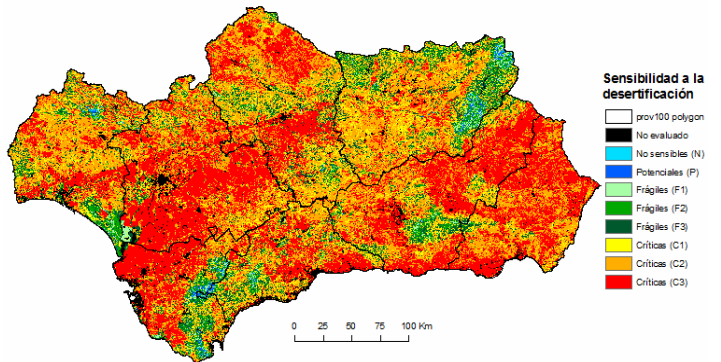 Sensibilidad a la
desertificación
prov100 polygon
No evaluado
No sensibles (N)
Potenciales (P)
Frágiles (F1)
Frágiles (F2)
Frágiles (F3)
Críticas (C1)
Críticas (C2)
Críticas (C3)
0 25 50 75 100 Km